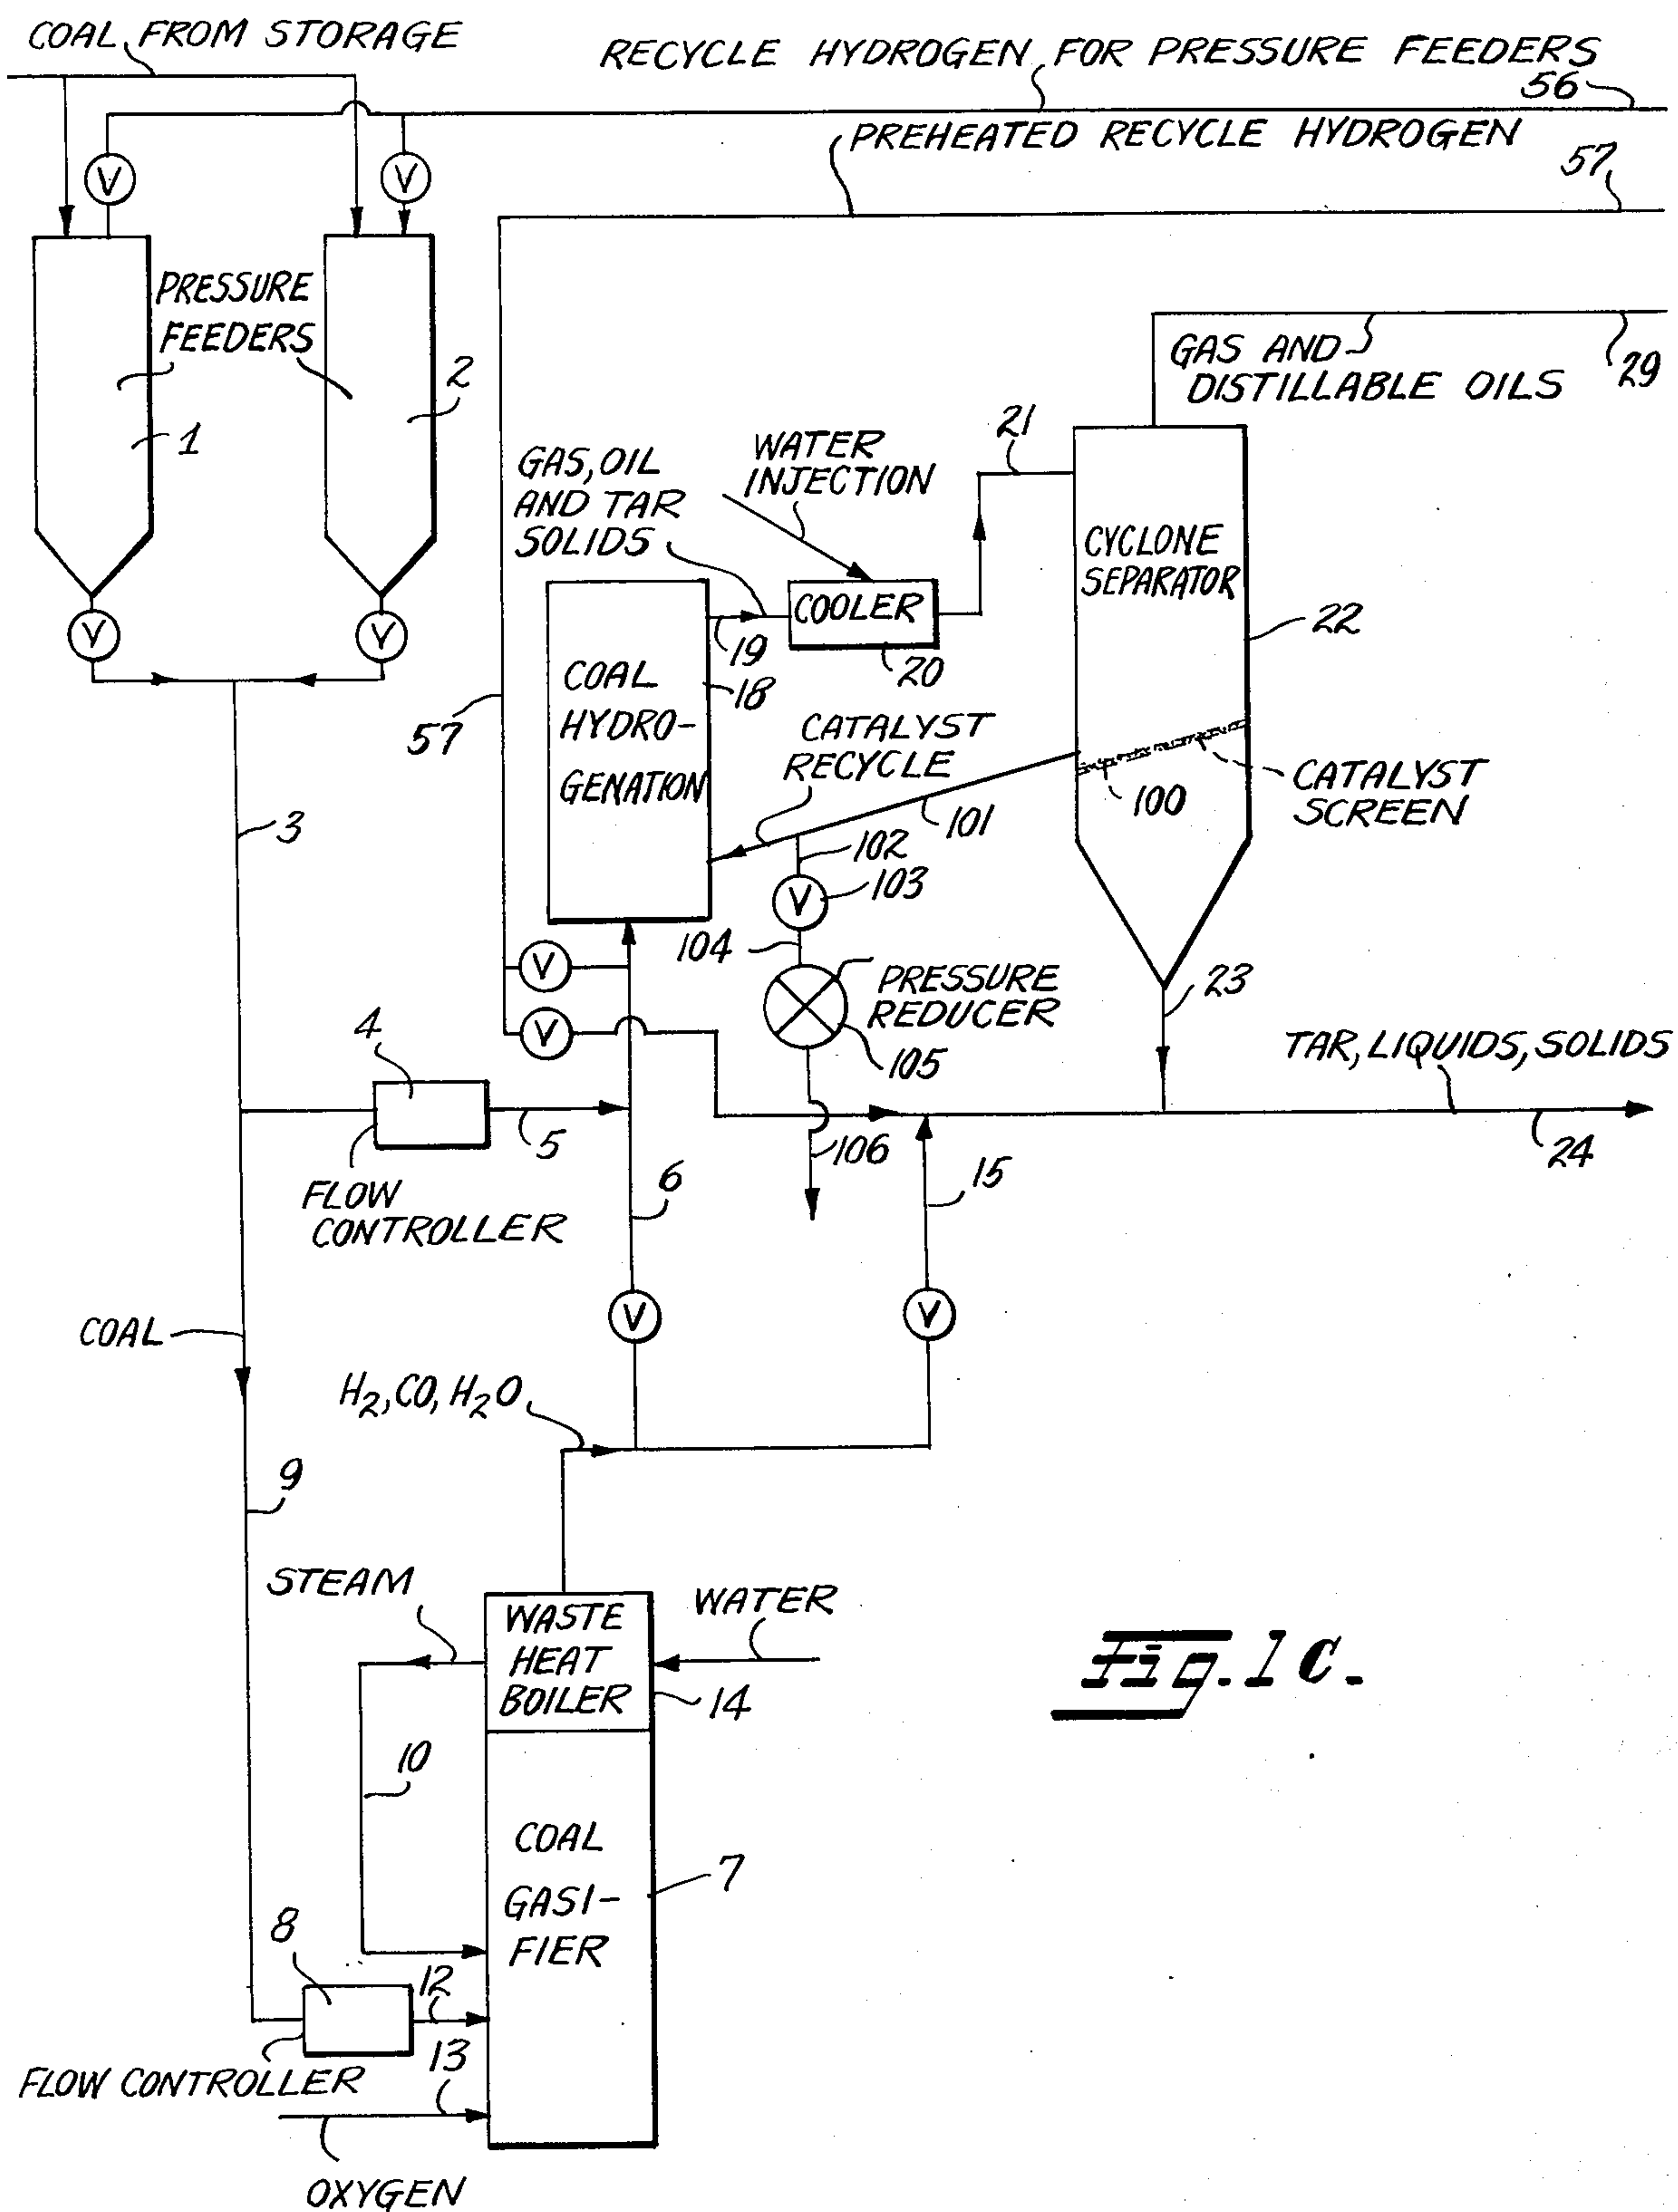 COAL FROM STORAGE
RECYCLE HYDROGEN FOR PRESSURE FEEDERS
56
PREHEATED RECYCLE HYDROGEN
57
V
V
PRESSURE
FEEDERS
1
2
GAS AND
DISTILLABLE OILS
29
21
WATER
INJECTION
GAS, OIL
AND TAR
SOLIDS
CYCLONE
SEPARATOR
COOLER
22
V
V
19
20
COAL
HYDRO-
GENATION
18
57
CATALYST
RECYCLE
100
CATALYST
SCREEN
101
3
102
V
103
104
V
PRESSURE
REDUCER
23
4
V
105
TAR, LIQUIDS, SOLIDS
5
106
24
FLOW
CONTROLLER
6
15
V
V
COAL
H2, CO, H2O
9
STEAM
WASTE
HEAT
BOILER
WATER
14
Fig. 1C.
10
COAL
GASI-
FIER
7
8
12
FLOW CONTROLLER
13
OXYGEN